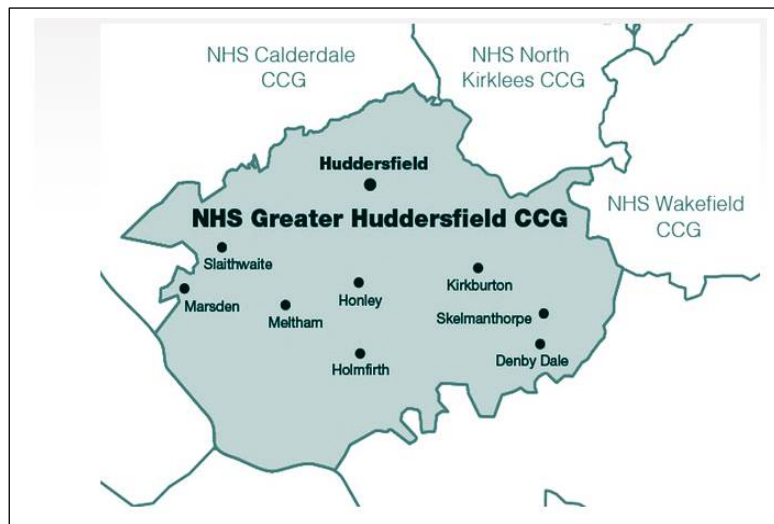 NHS Calderdale
CCG
NHS North
Kirklees CCG
Huddersfield
NHS Greater Huddersfield CCG
NHS Wakefield
CCG
Slaithwaite
Kirkburton
Marsden
Honley
Meltham
Skelmanthorpe
Denby Dale
Holmfirth